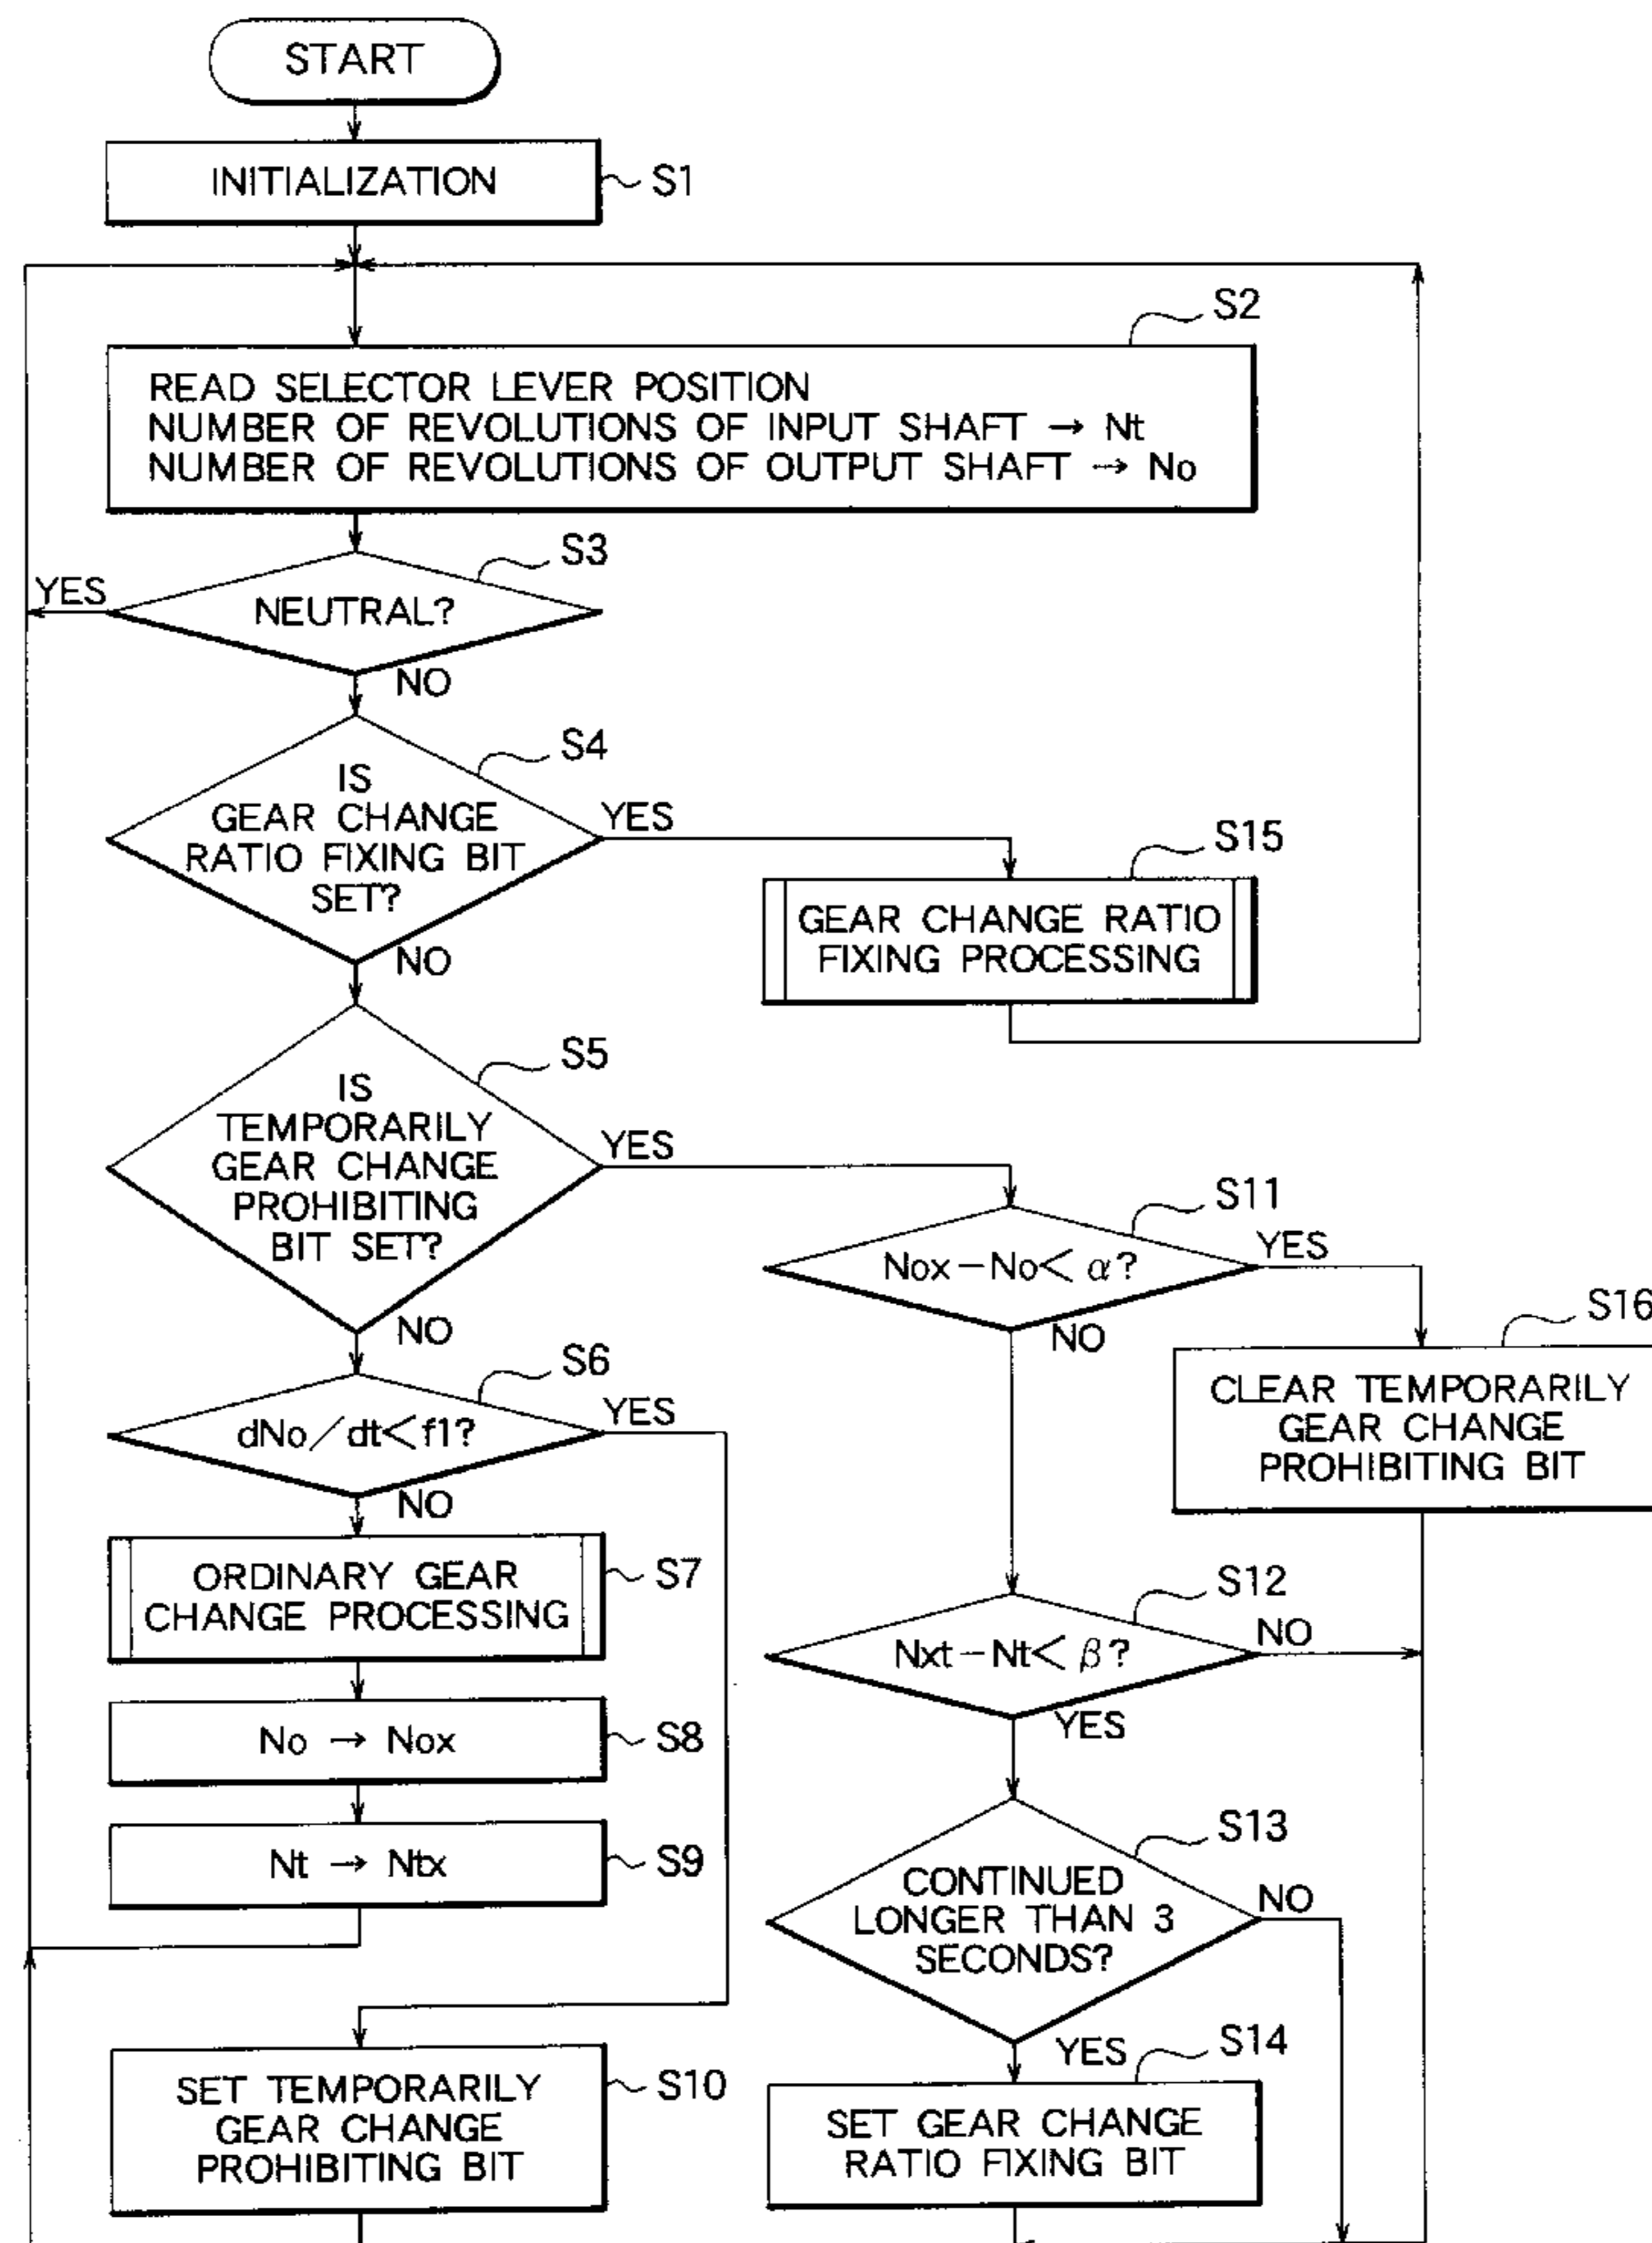 START
INITIALIZATION
S1
S2
READ SELECTOR LEVER POSITION
NUMBER OF REVOLUTIONS OF INPUT SHAFT → Nt
NUMBER OF REVOLUTIONS OF OUTPUT SHAFT → No
S3
YES
NEUTRAL?
NO
S4
IS
GEAR CHANGE
RATIO FIXING BIT
SET?
YES
NO
S15
GEAR CHANGE RATIO
FIXING PROCESSING
S5
IS
TEMPORARILY
GEAR CHANGE
PROHIBITING
BIT SET?
YES
NO
S11
Nox－No< α?
YES
NO
S16
CLEAR TEMPORARILY
GEAR CHANGE
PROHIBITING BIT
S6
dNo/dt<f1?
YES
NO
ORDINARY GEAR
CHANGE PROCESSING
S7
S12
Nxt－Nt< β?
NO
YES
No → Nox
S8
Nt → Ntx
S9
S13
CONTINUED
LONGER THAN 3
SECONDS?
NO
YES
SET TEMPORARILY
GEAR CHANGE
PROHIBITING BIT
S10
S14
SET GEAR CHANGE
RATIO FIXING BIT